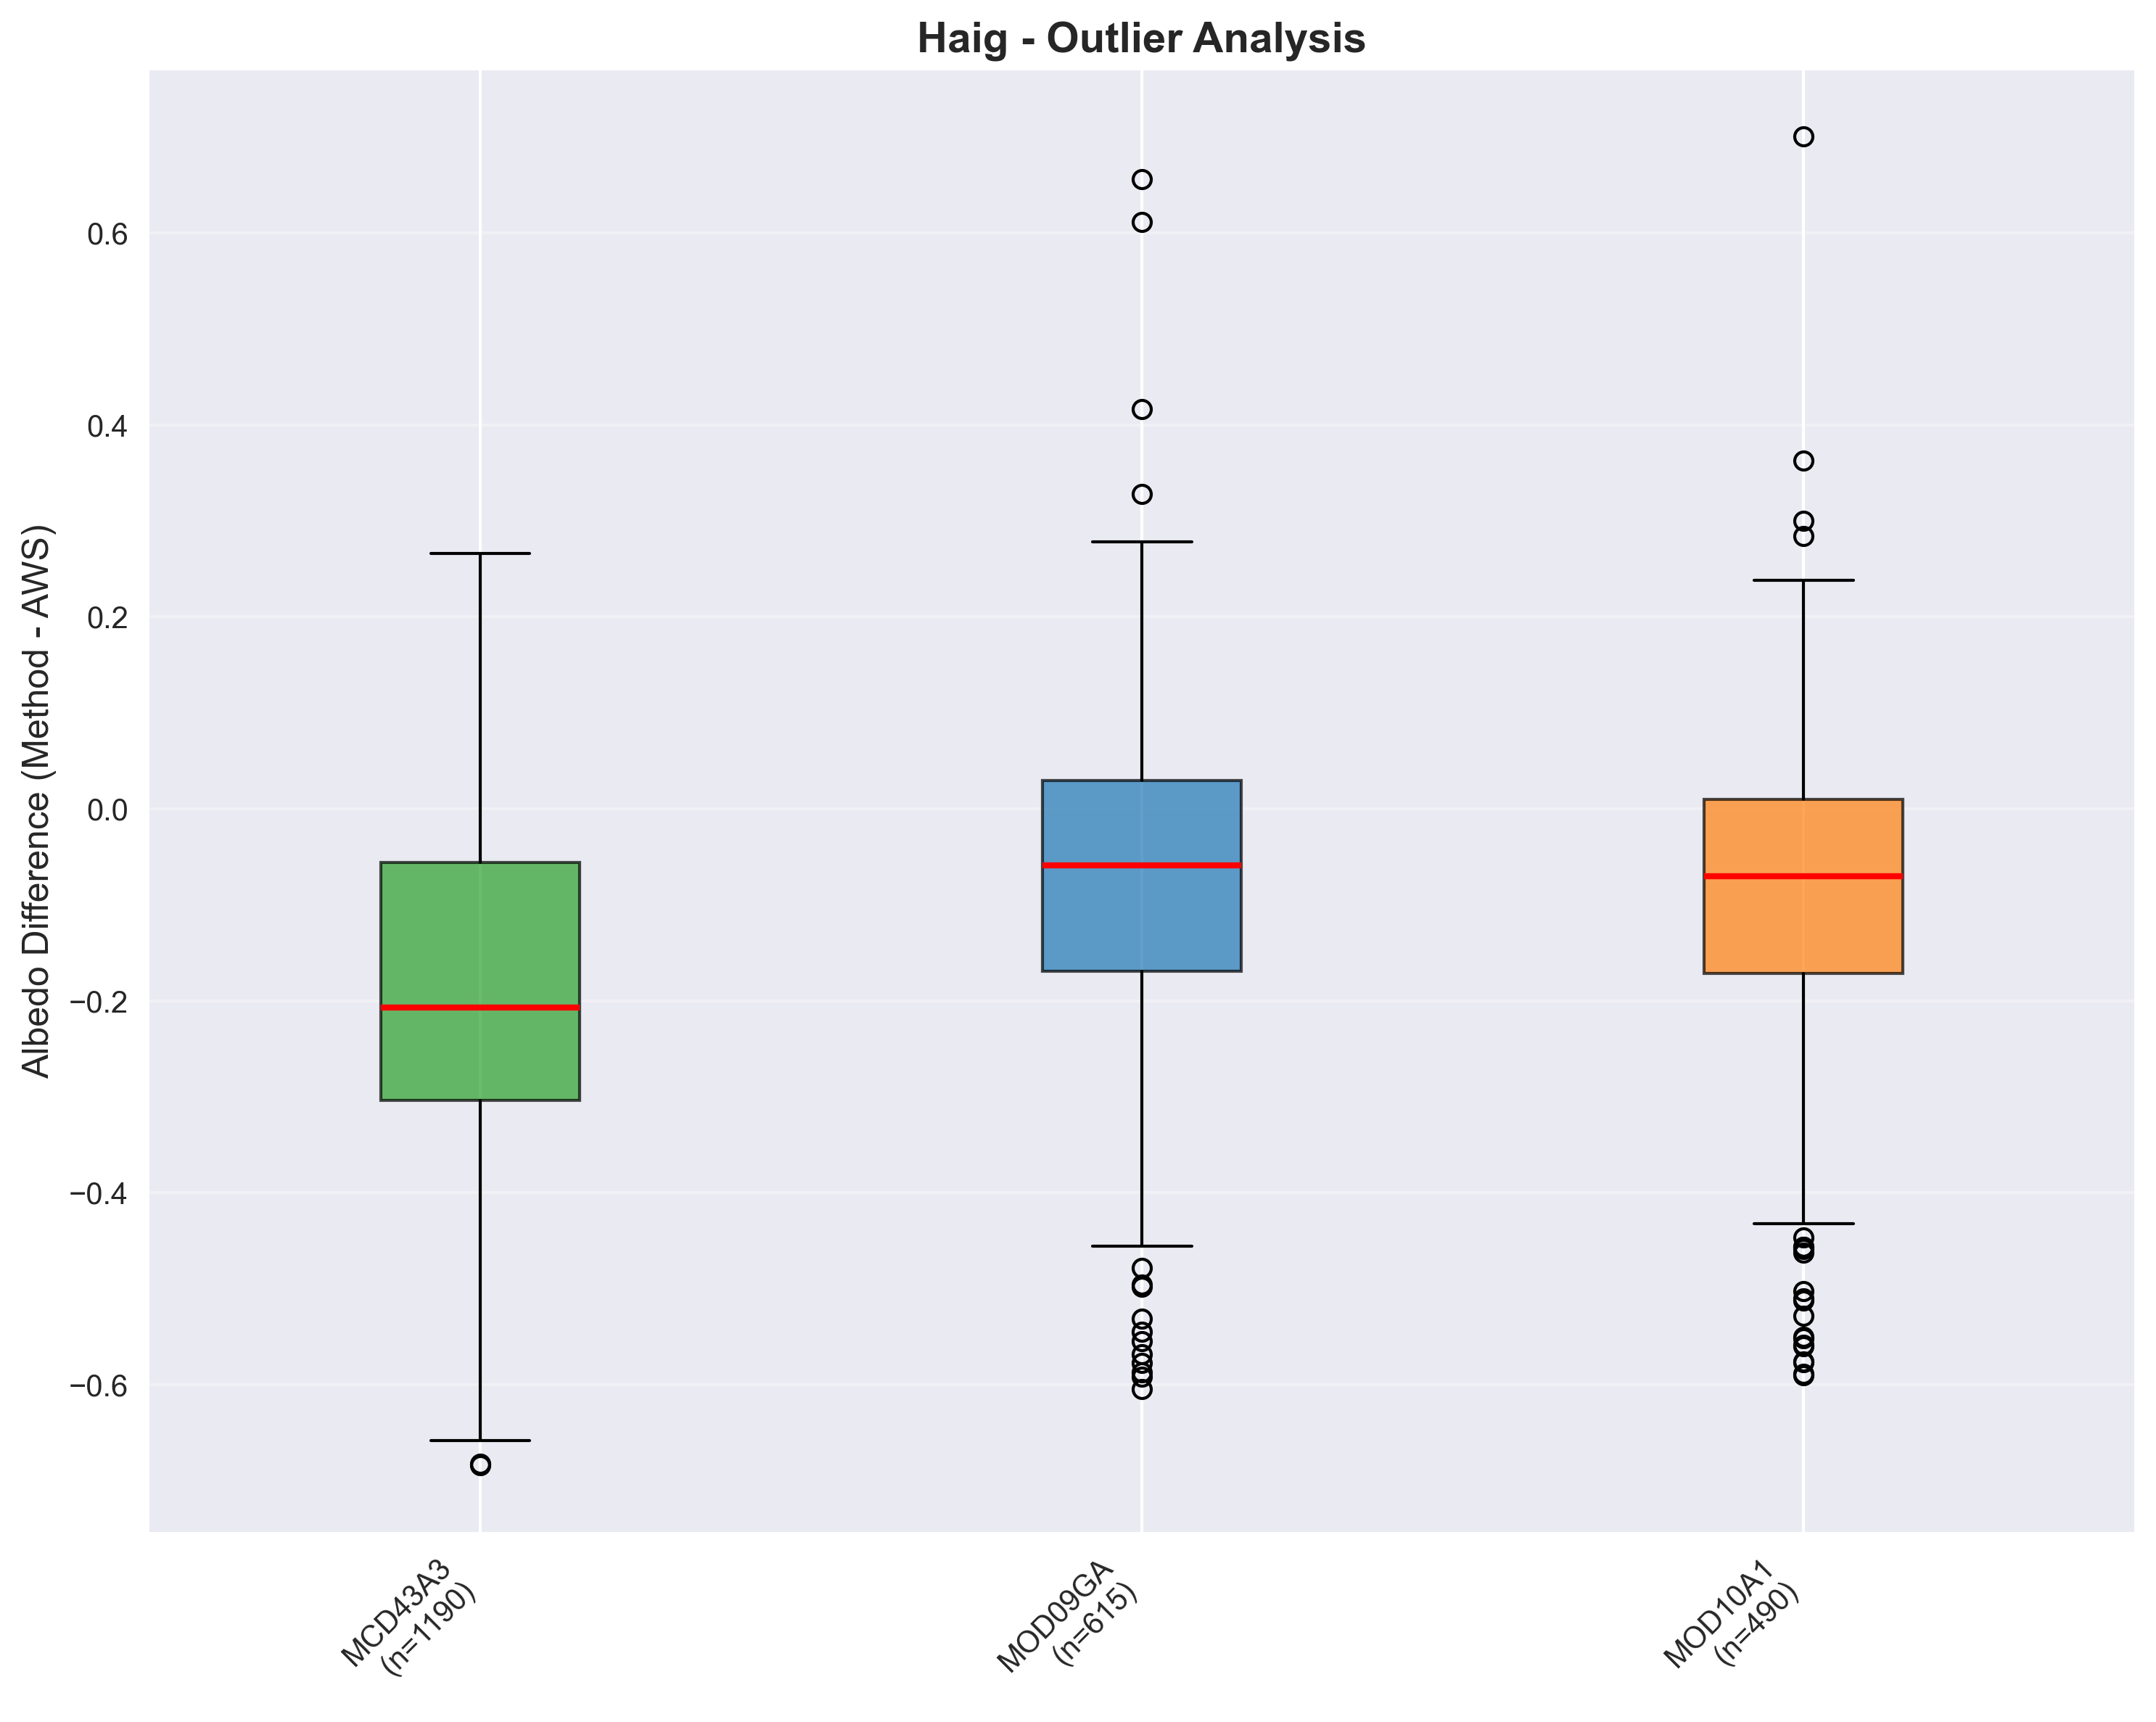 Haig - Outlier Analysis
Albedo Difference (Method - AWS)
0.6
0.4
0.2
0.0
−0.2
−0.4
−0.6
MCD43A3
(n=1190)
MOD09GA
(n=615)
MOD10A1
(n=490)